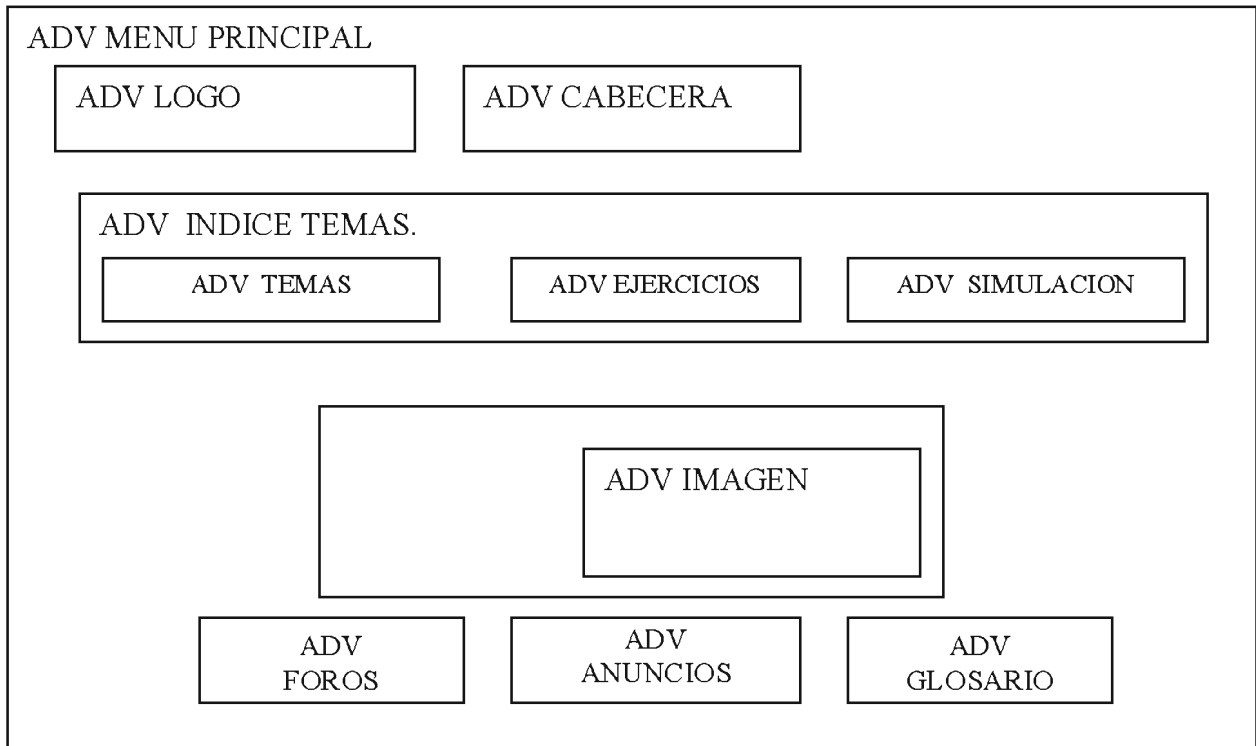 ADV MENU PRINCIPAL
ADV LOGO
ADV CABECERA
ADV INDICE TEMAS.
ADV TEMAS
ADV EJERCICIOS
ADV SIMULACION
ADV IMAGEN
ADV
FOROS
ADV
ANUNCIOS
ADV
GLOSARIO